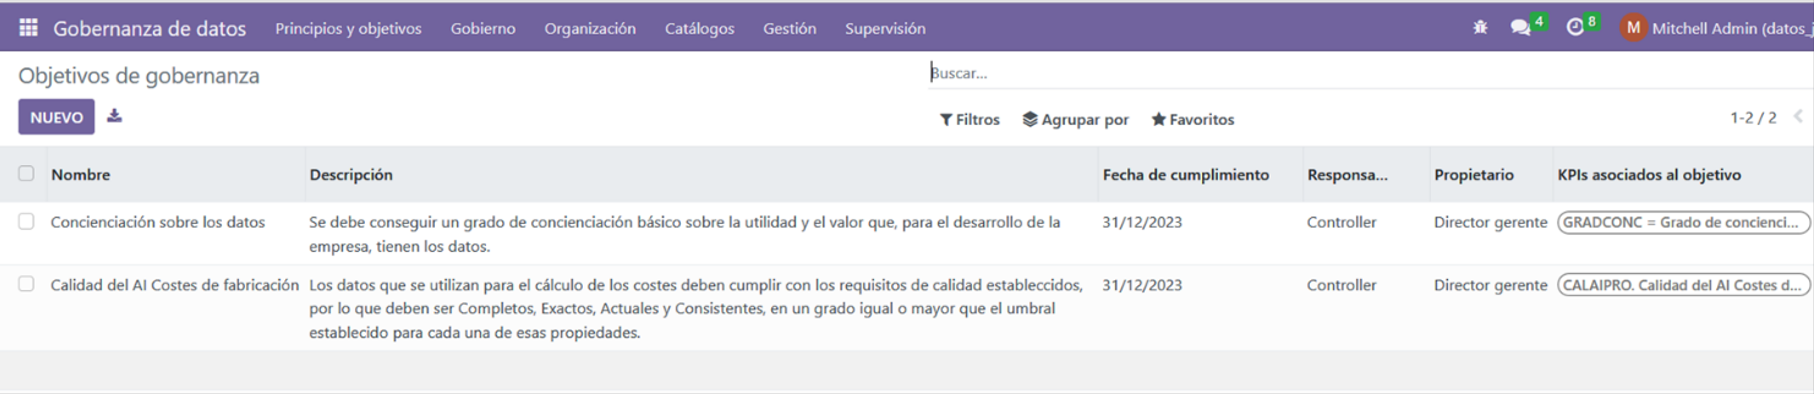 Gobernanza de datos Principios y objetivos Gobierno Organización Catálogos Gestión Supervisión 4 8 M Mitchell Admin (datos_j
Objetivos de gobernanza Buscar...
NUEVO Filtros Agrupar por Favoritos 1-2 / 2
Nombre Descripción Fecha de cumplimiento Responsa... Propietario KPIs asociados al objetivo
Concienciación sobre los datos Se debe conseguir un grado de concienciación básico sobre la utilidad y el valor que, para el desarrollo de la 31/12/2023 Controller Director gerente GRADCONC = Grado de concienci...
empresa, tienen los datos.
Calidad del AI Costes de fabricación Los datos que se utilizan para el cálculo de los costes deben cumplir con los requisitos de calidad estableccidos, 31/12/2023 Controller Director gerente CALAIPRO. Calidad del AI Costes d...
por lo que deben ser Completos, Exactos, Actuales y Consistentes, en un grado igual o mayor que el umbral
establecido para cada una de esas propiedades.